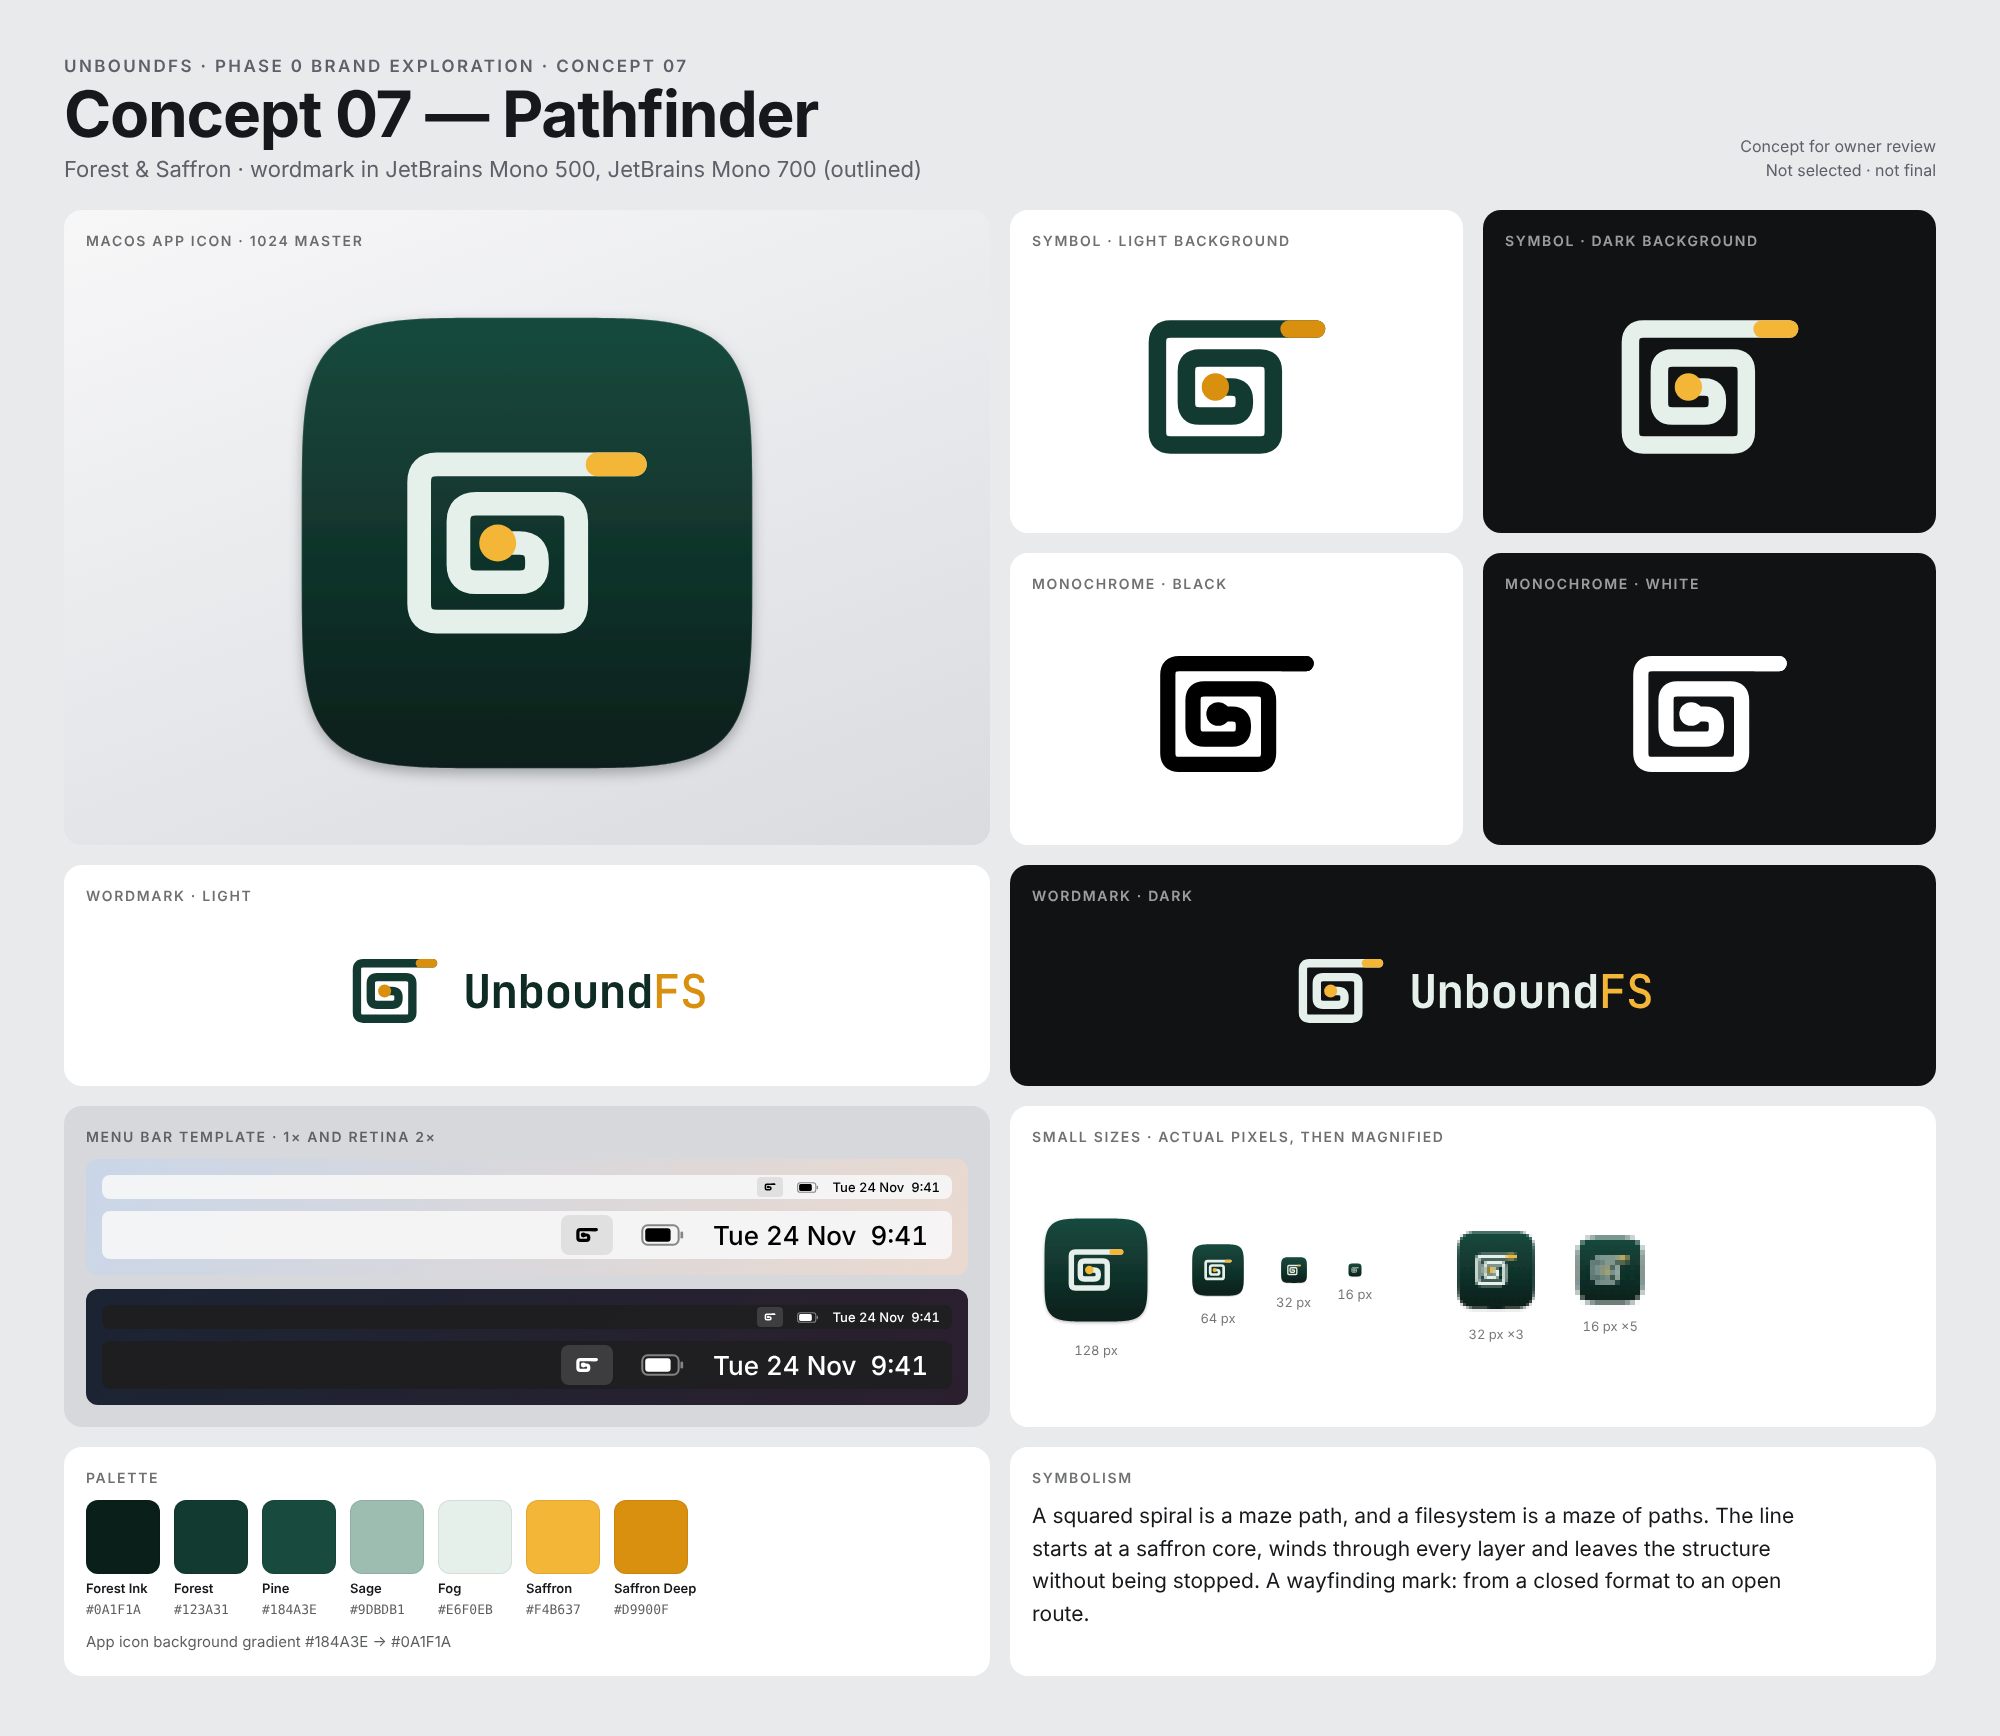 UNBOUNDFS · PHASE 0 BRAND EXPLORATION · CONCEPT 07
Concept 07 — Pathfinder
Forest & Saffron · wordmark in JetBrains Mono 500, JetBrains Mono 700 (outlined)
Concept for owner review
Not selected · not final
MACOS APP ICON · 1024 MASTER
SYMBOL · LIGHT BACKGROUND
SYMBOL · DARK BACKGROUND
MONOCHROME · BLACK
MONOCHROME · WHITE
WORDMARK · LIGHT
UnboundFS
WORDMARK · DARK
UnboundFS
MENU BAR TEMPLATE · 1× AND RETINA 2×
Tue 24 Nov 9:41
Tue 24 Nov 9:41
Tue 24 Nov 9:41
Tue 24 Nov 9:41
SMALL SIZES · ACTUAL PIXELS, THEN MAGNIFIED
128 px
64 px
32 px
16 px
32 px ×3
16 px ×5
PALETTE
Forest Ink
#0A1F1A
Forest
#123A31
Pine
#184A3E
Sage
#9DBDB1
Fog
#E6F0EB
Saffron
#F4B637
Saffron Deep
#D9900F
App icon background gradient #184A3E → #0A1F1A
SYMBOLISM
A squared spiral is a maze path, and a filesystem is a maze of paths. The line
starts at a saffron core, winds through every layer and leaves the structure
without being stopped. A wayfinding mark: from a closed format to an open
route.